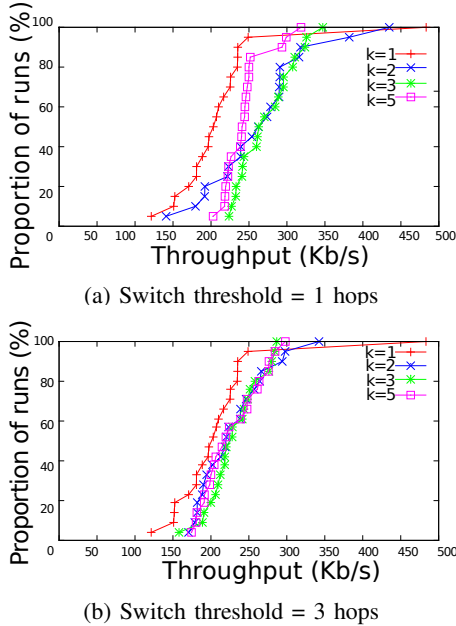 Proportion of runs (%)
100
80
60
40
20
0
k=1
k=2
k=3
k=5
50 100 150 200 250 300 350 400 450 500
Throughput (Kb/s)
(a) Switch threshold = 1 hops
Proportion of runs (%)
100
80
60
40
20
0
k=1
k=2
k=3
k=5
50 100 150 200 250 300 350 400 450 500
Throughput (Kb/s)
(b) Switch threshold = 3 hops